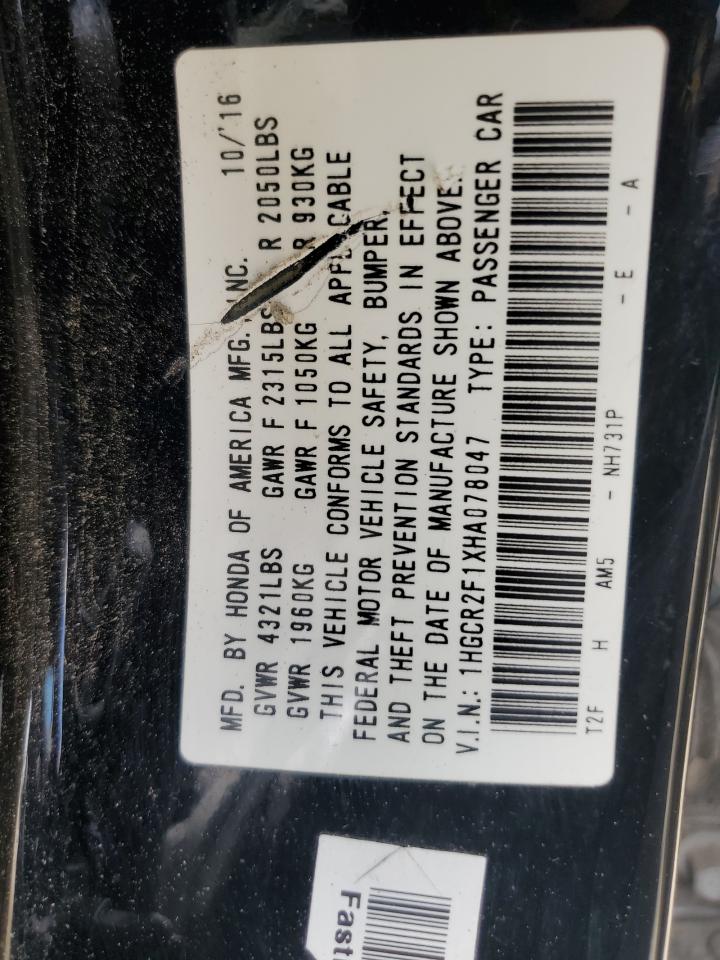 MFD. BY HONDA OF AMERICA MFG. INC. 10/'16
GVWR 4321LBS GAWR F 2315LBS R 2050LBS
GVWR 1960KG GAWR F 1050KG R 930KG
THIS VEHICLE CONFORMS TO ALL APPLICABLE
FEDERAL MOTOR VEHICLE SAFETY, BUMPER,
AND THEFT PREVENTION STANDARDS IN EFFECT
ON THE DATE OF MANUFACTURE SHOWN ABOVE.
V.I.N.: 1HGCR2F1XHA078047 TYPE: PASSENGER CAR
T2F H AM5 - NH731P - E - A
Fast